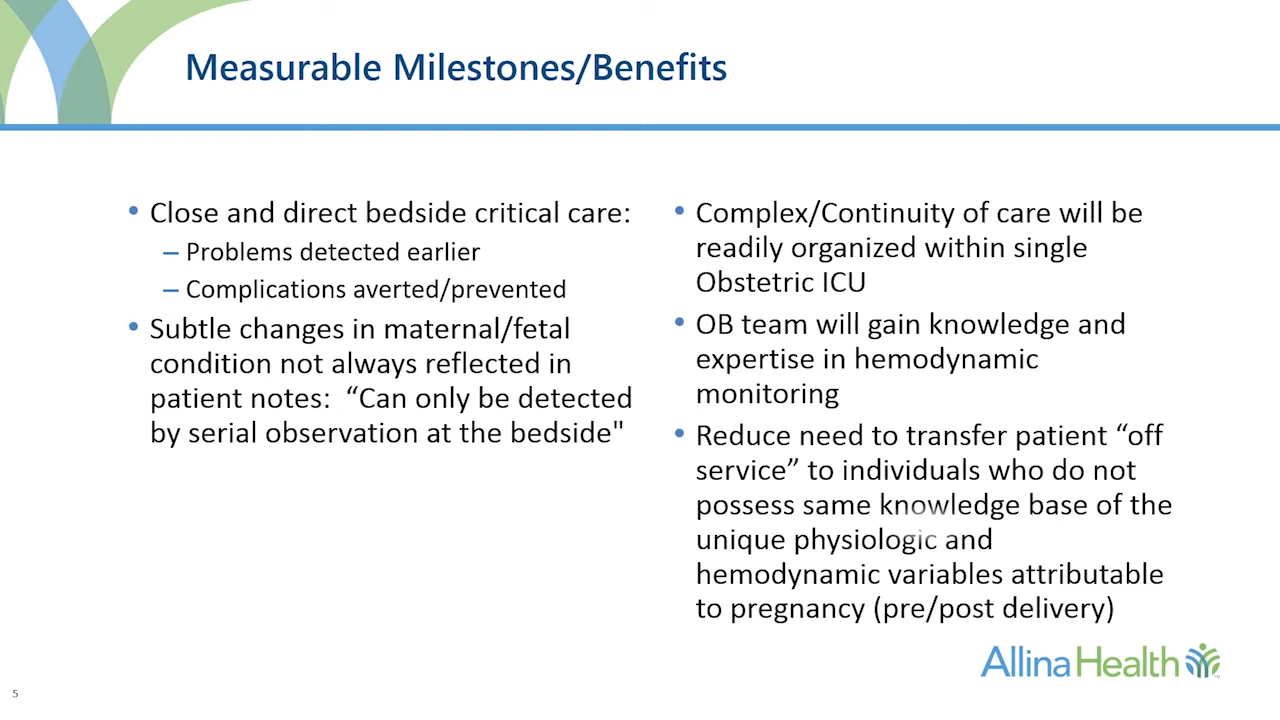 Measurable Milestones/Benefits
• Close and direct bedside critical care:
– Problems detected earlier
– Complications averted/prevented
• Subtle changes in maternal/fetal
condition not always reflected in
patient notes:  “Can only be detected
by serial observation at the bedside"
• Complex/Continuity of care will be
readily organized within single
Obstetric ICU
• OB team will gain knowledge and
expertise in hemodynamic
monitoring
• Reduce need to transfer patient “off
service” to individuals who do not
possess same knowledge base of the
unique physiologic and
hemodynamic variables attributable
to pregnancy (pre/post delivery)
Allina Health
5